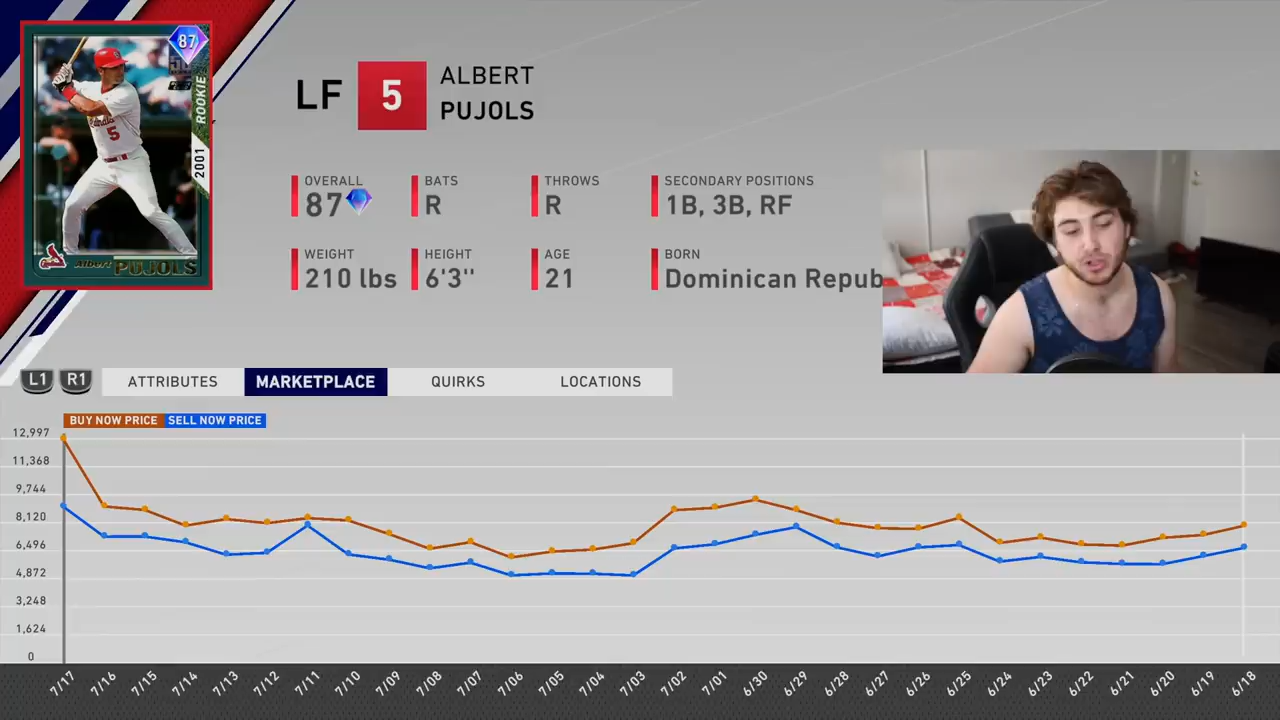 87
ROOKIE
2001
5
Albert PUJOLS
LF 5 ALBERT
PUJOLS
OVERALL BATS THROWS SECONDARY POSITIONS
87 R R 1B, 3B, RF
WEIGHT HEIGHT AGE BORN
210 lbs 6'3'' 21 Dominican Repub
L1 R1 ATTRIBUTES MARKETPLACE QUIRKS LOCATIONS
BUY NOW PRICE SELL NOW PRICE
12,997
11,368
9,744
8,120
6,496
4,872
3,248
1,624
0
7/17 7/16 7/15 7/14 7/13 7/12 7/11 7/10 7/09 7/08 7/07 7/06 7/05 7/04 7/03 7/02 7/01 6/30 6/29 6/28 6/27 6/26 6/25 6/24 6/23 6/22 6/21 6/20 6/19 6/18